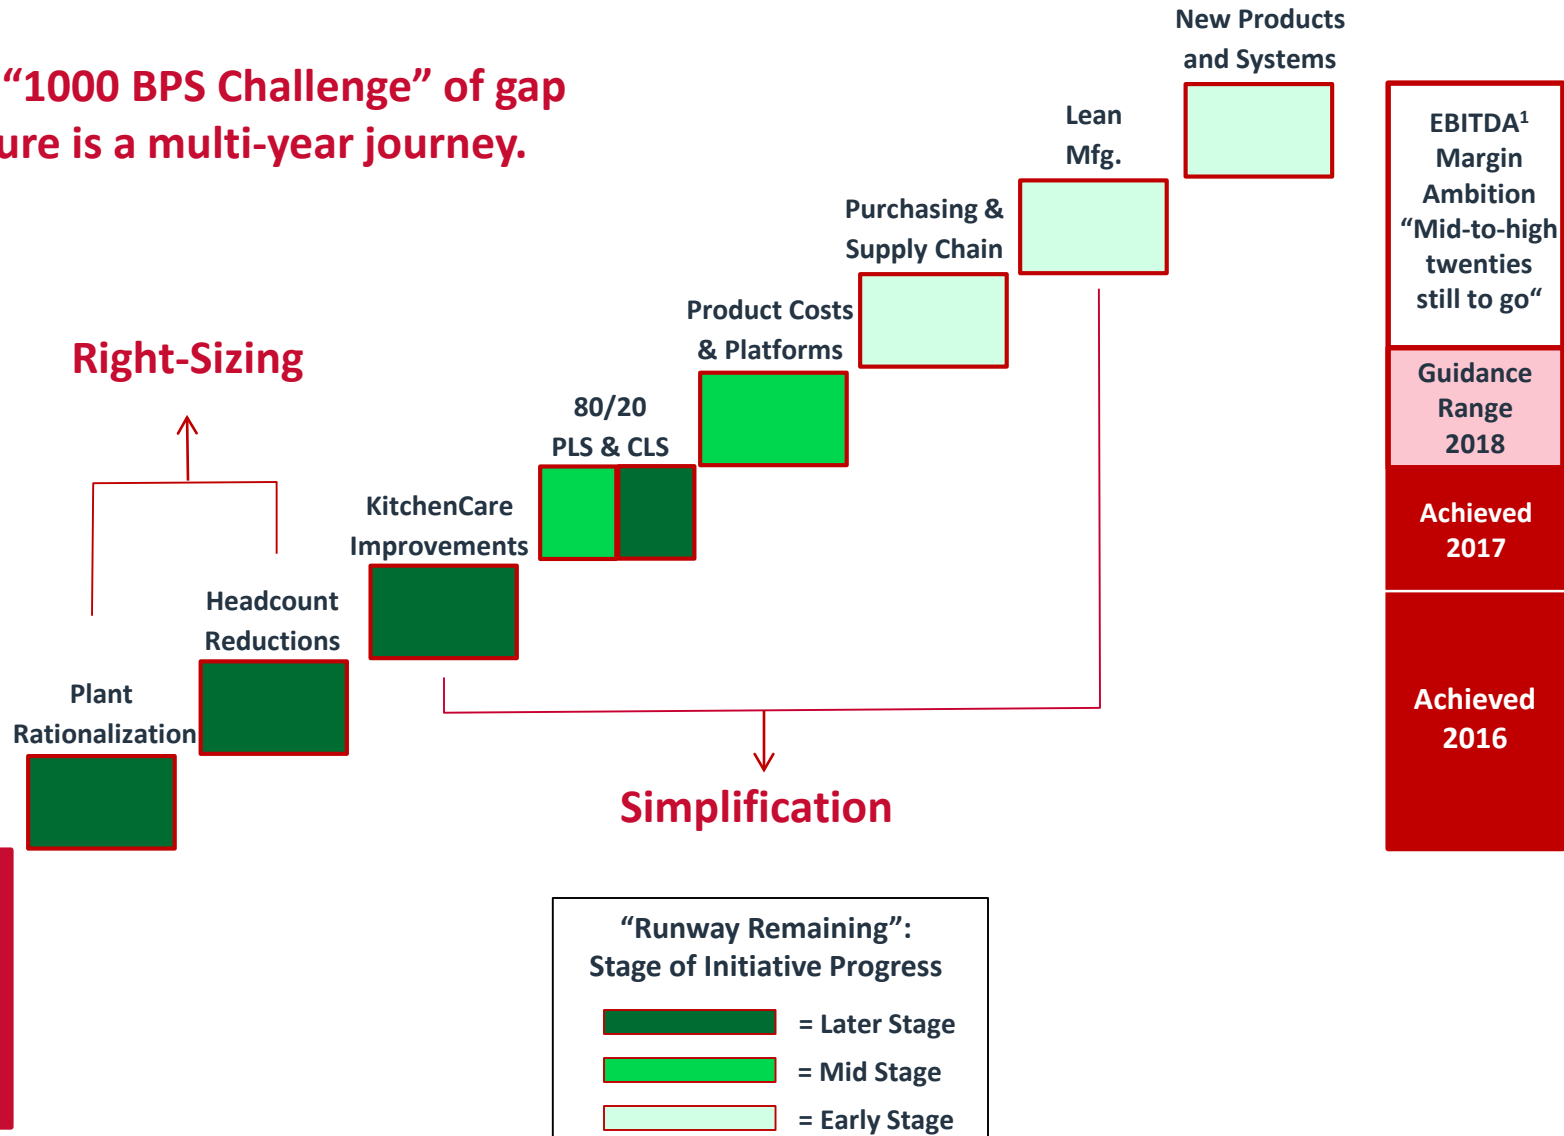 “1000 BPS Challenge” of gap
ure is a multi-year journey.
New Products
and Systems
Lean
Mfg.
Purchasing &
Supply Chain
Product Costs
& Platforms
80/20
PLS & CLS
KitchenCare
Improvements
Headcount
Reductions
Plant
Rationalization
Right-Sizing
Simplification
EBITDA¹
Margin
Ambition
“Mid-to-high
twenties
still to go“
Guidance
Range
2018
Achieved
2017
Achieved
2016
“Runway Remaining”:
Stage of Initiative Progress
= Later Stage
= Mid Stage
= Early Stage